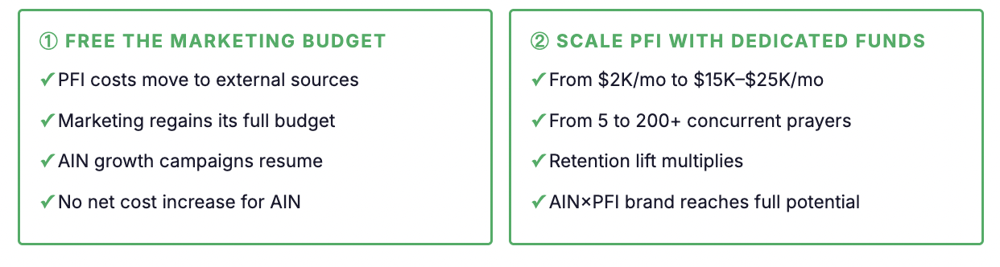 ① FREE THE MARKETING BUDGET
✓PFI costs move to external sources
✓Marketing regains its full budget
✓AIN growth campaigns resume
✓No net cost increase for AIN
② SCALE PFI WITH DEDICATED FUNDS
✓From $2K/mo to $15K–$25K/mo
✓From 5 to 200+ concurrent prayers
✓Retention lift multiplies
✓AIN×PFI brand reaches full potential